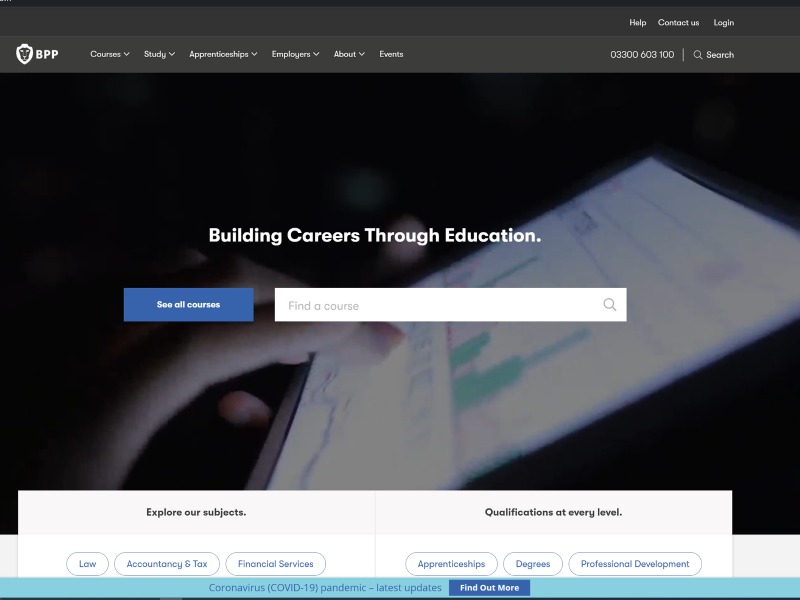 Help Contact us Login
BPP Courses Study Apprenticeships Employers About Events 03300 603 100 Search
Building Careers Through Education.
See all courses Find a course
Explore our subjects. Qualifications at every level.
Law Accountancy & Tax Financial Services Apprenticeships Degrees Professional Development
Coronavirus (COVID-19) pandemic – latest updates Find Out More